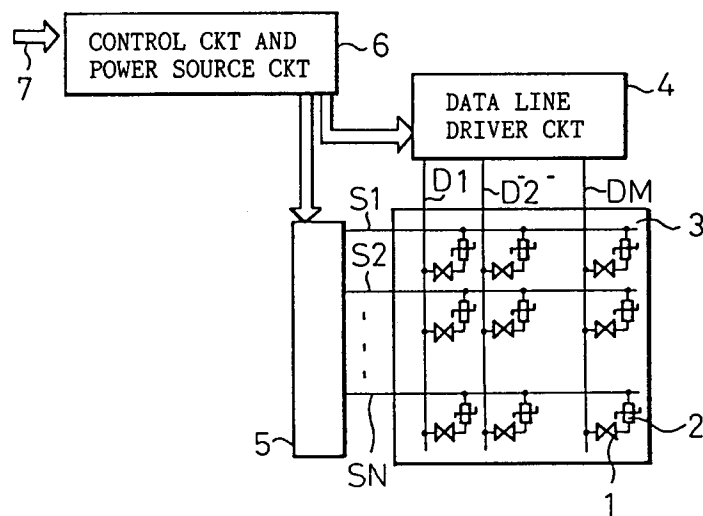 CONTROL CKT AND
POWER SOURCE CKT
6
7
DATA LINE
DRIVER CKT
4
D1
D2
DM
S1
3
S2
5
SN
2
1